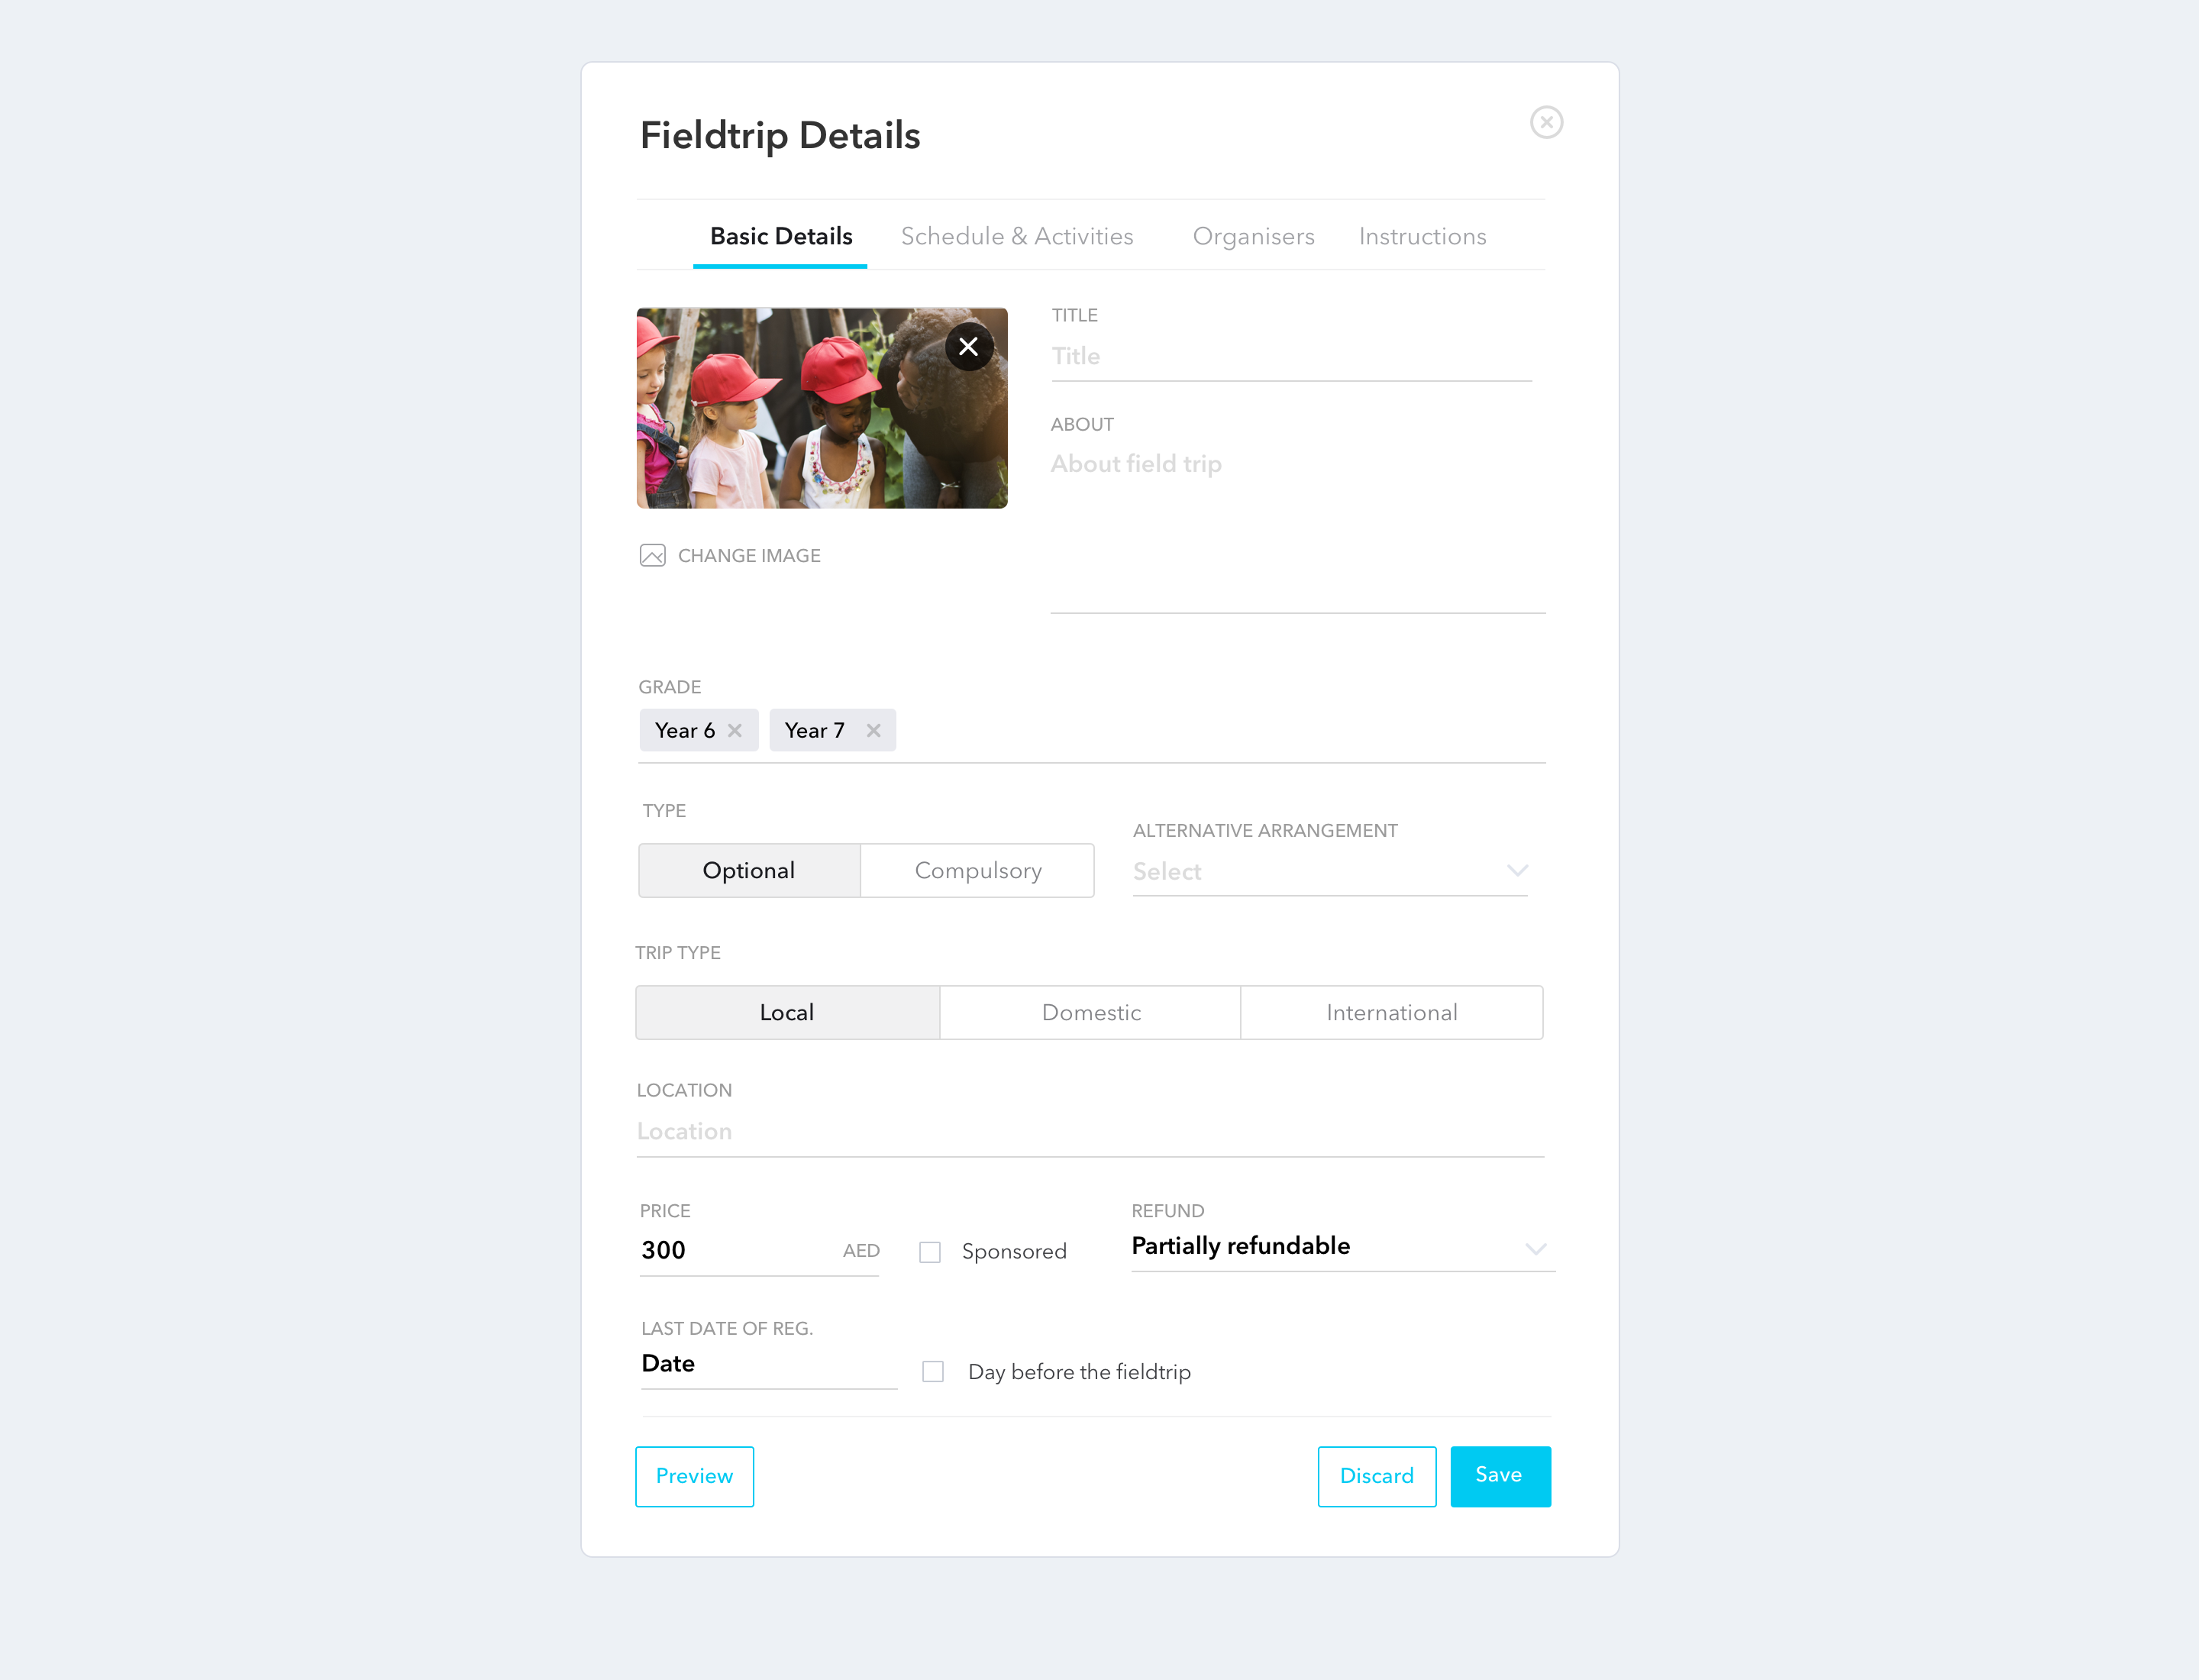 Fieldtrip Details
Basic Details Schedule & Activities Organisers Instructions
TITLE
Title
ABOUT
About field trip
CHANGE IMAGE
GRADE
Year 6 Year 7
TYPE
Optional Compulsory
ALTERNATIVE ARRANGEMENT
Select
TRIP TYPE
Local Domestic International
LOCATION
Location
PRICE
300 AED
Sponsored
REFUND
Partially refundable
LAST DATE OF REG.
Date
Day before the fieldtrip
Preview Discard Save